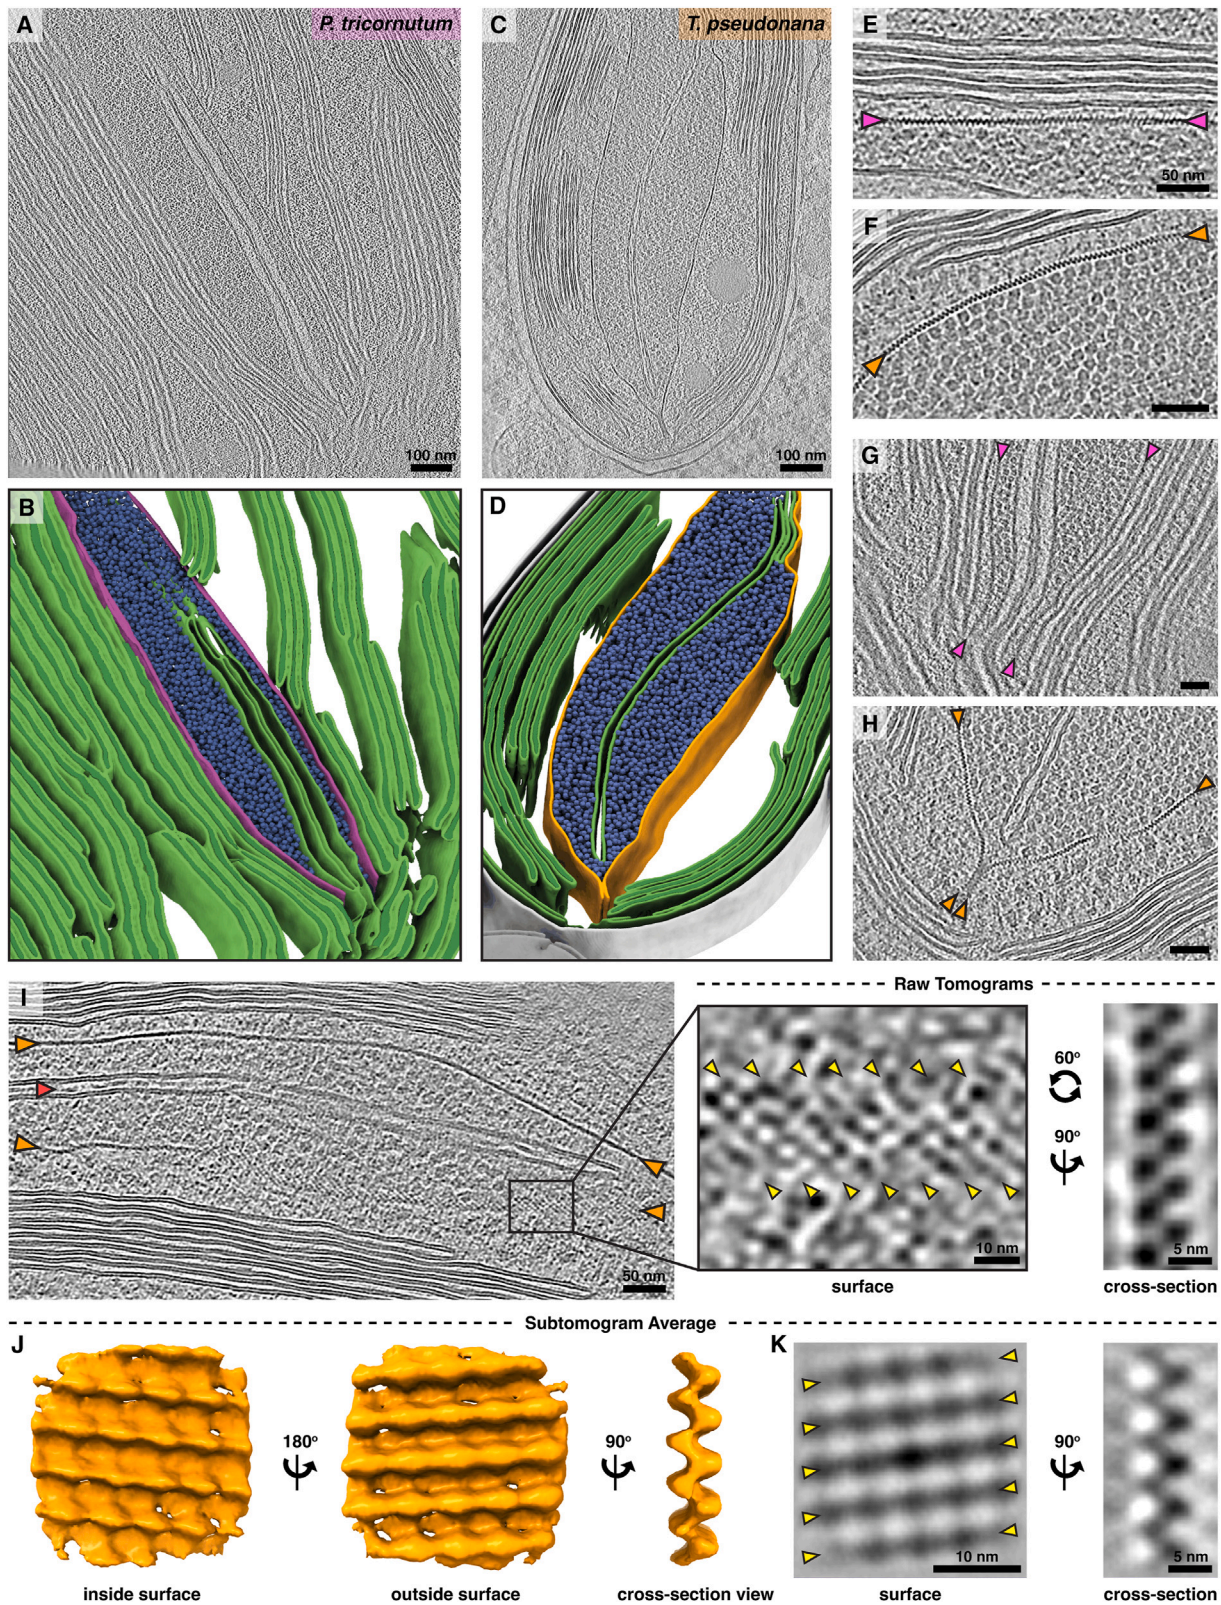 A
P. tricornutum
100 nm
C
T. pseudonana
100 nm
E
50 nm
F
B
D
G
H
I
50 nm
Raw Tomograms
10 nm
surface
60°
90°
5 nm
cross-section
Subtomogram Average
J
180°
90°
inside surface
outside surface
cross-section view
K
10 nm
surface
90°
5 nm
cross-section